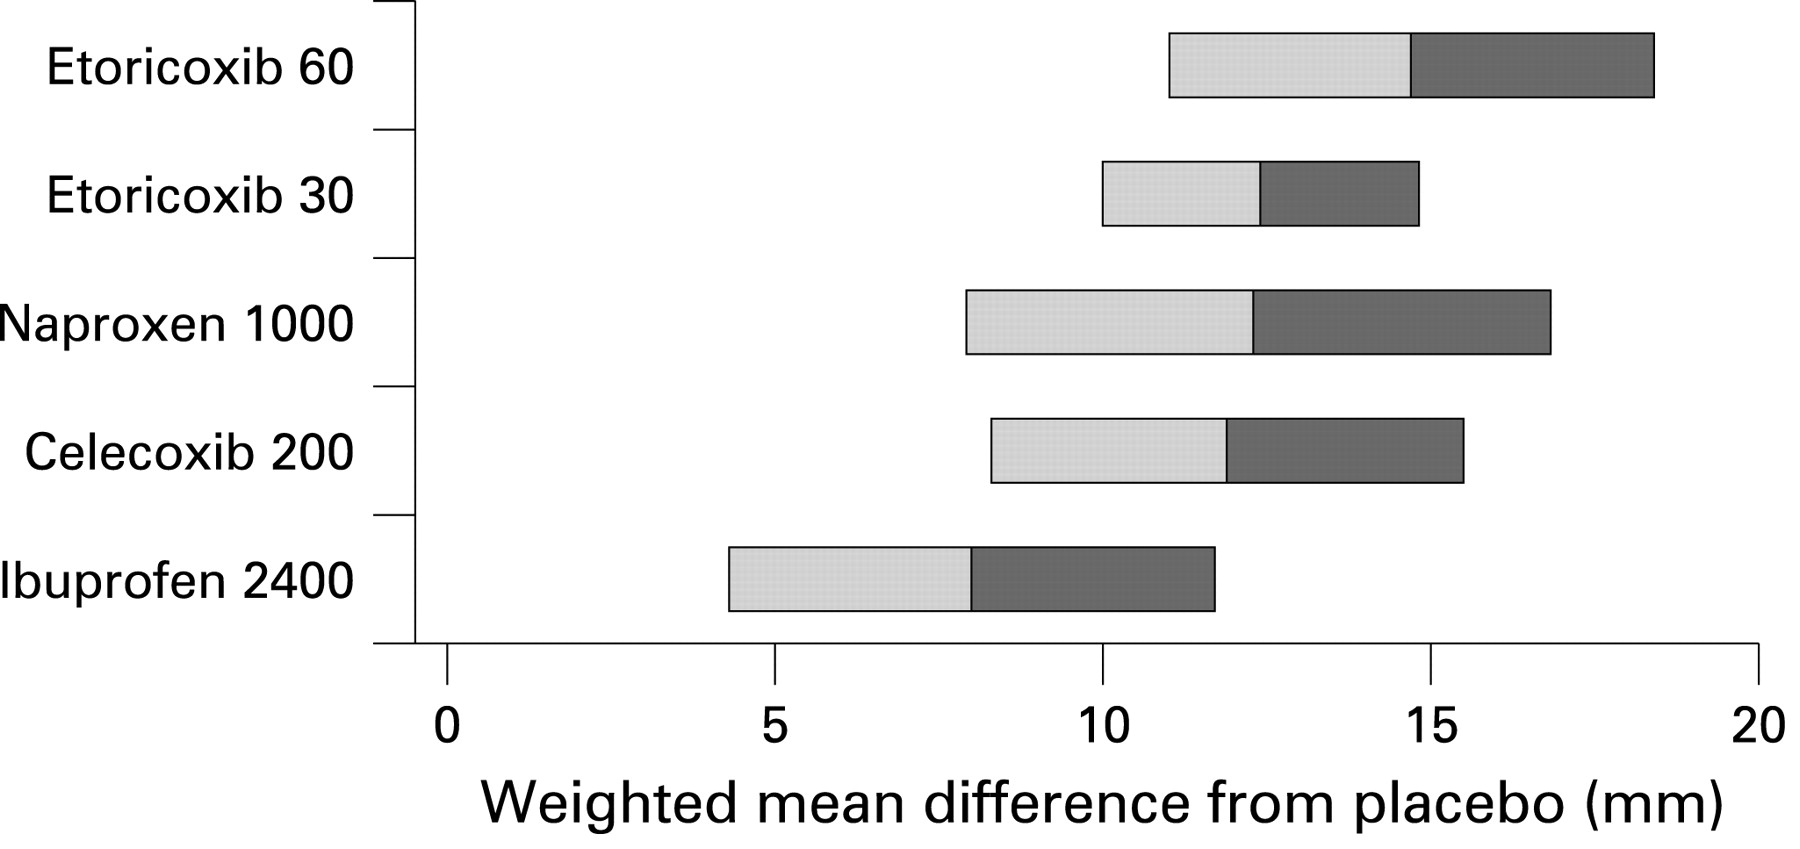 Etoricoxib 60
Etoricoxib 30
Naproxen 1000
Celecoxib 200
Ibuprofen 2400
0 5 10 15 20
Weighted mean difference from placebo (mm)